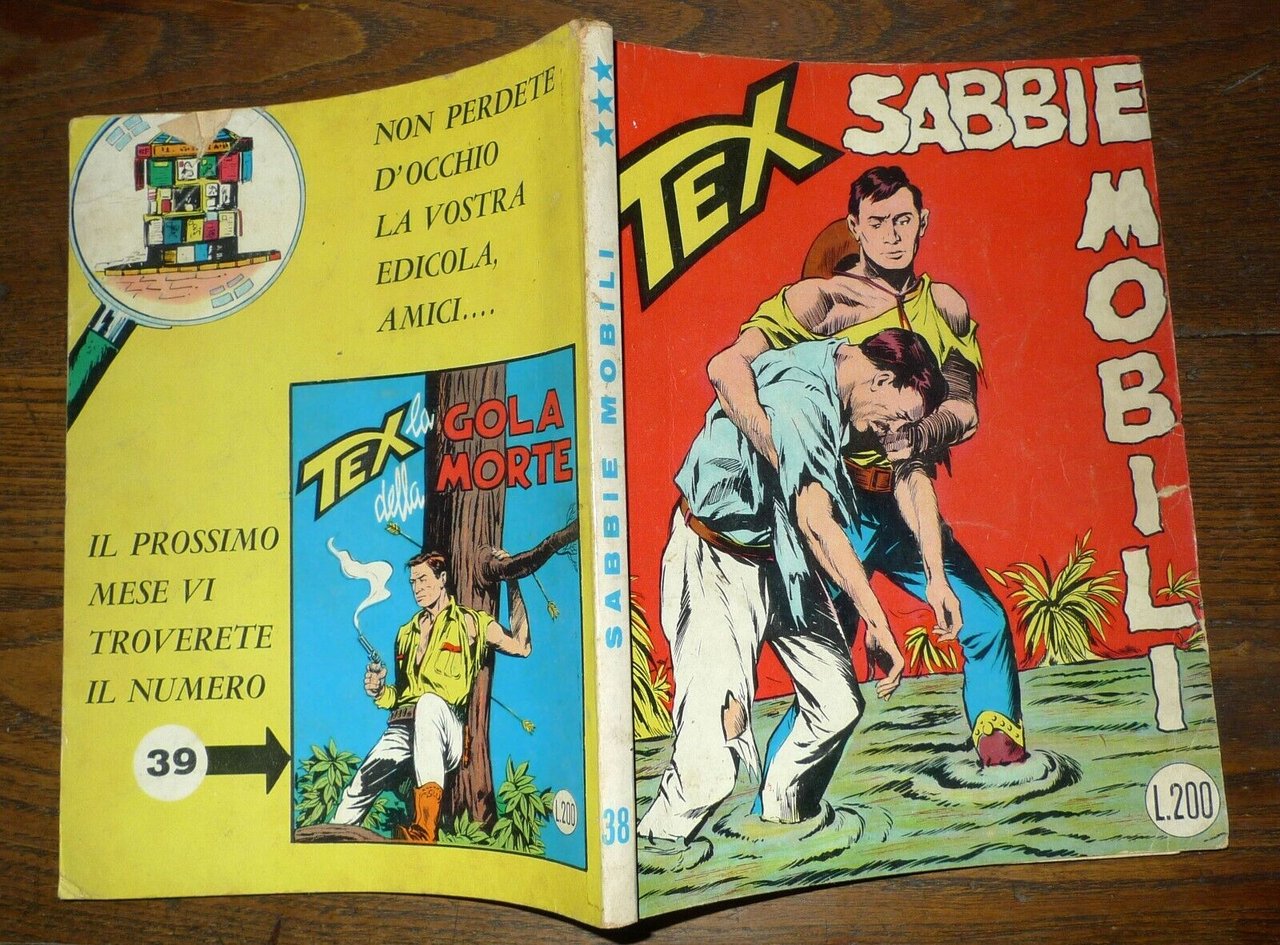 NON PERDETE
D'OCCHIO
LA VOSTRA
EDICOLA,
AMICI....
TEX
la GOLA
della MORTE
L.200
IL PROSSIMO
MESE VI
TROVERETE
IL NUMERO
39
SABBIE MOBILI
38
TEX
SABBIE
MOBILI
L.200